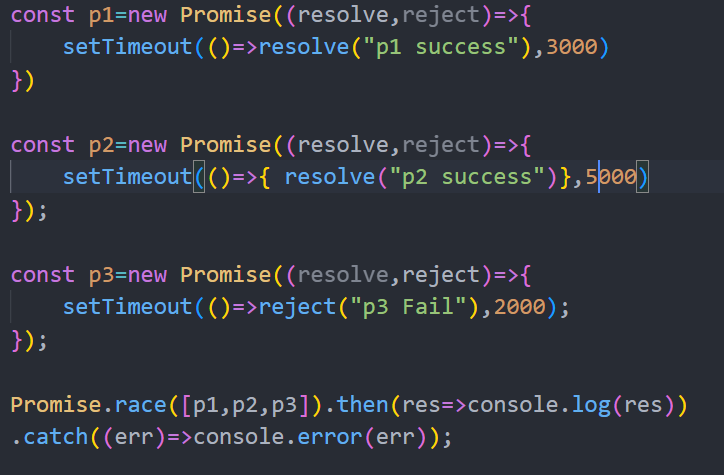 const p1=new Promise((resolve,reject)=>{
setTimeout(()=>resolve("p1 success"),3000)
})
const p2=new Promise((resolve,reject)=>{
setTimeout(()=>{ resolve("p2 success")},5000)
});
const p3=new Promise((resolve,reject)=>{
setTimeout(()=>reject("p3 Fail"),2000);
});
Promise.race([p1,p2,p3]).then(res=>console.log(res))
.catch((err)=>console.error(err));